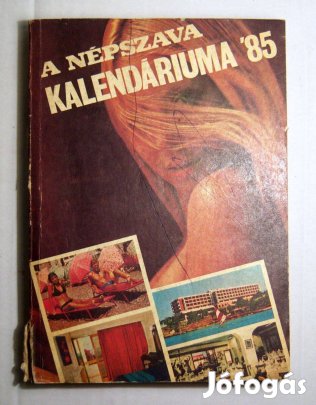 A NÉPSZAVA
KALENDÁRIUMA '85
Jófogás